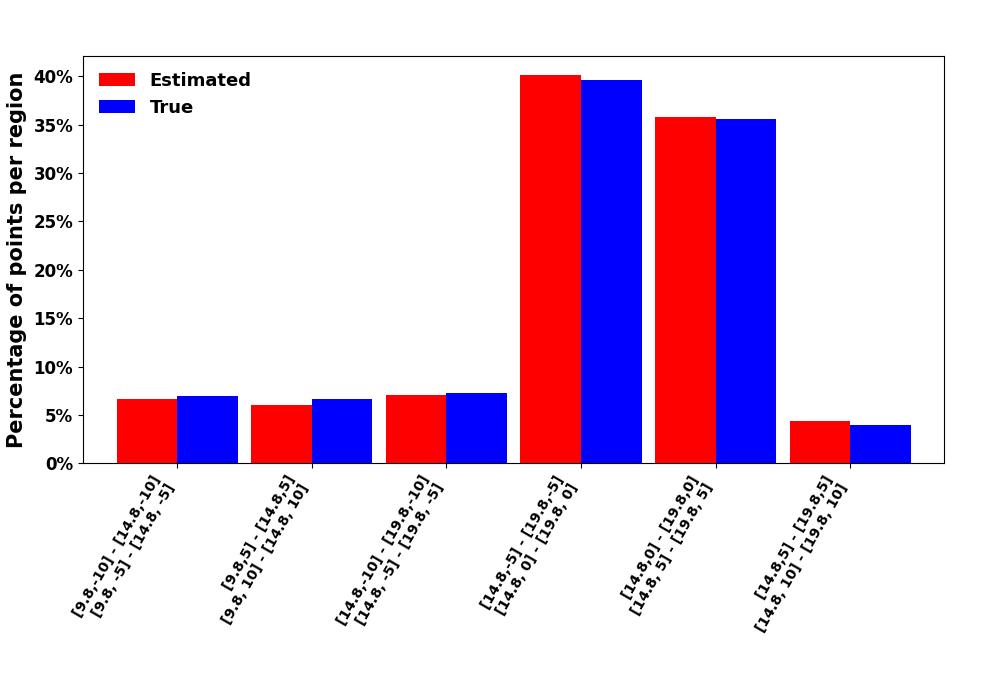 Percentage of points per region
40%
35%
30%
25%
20%
15%
10%
5%
0%
Estimated
True
[9.8,-10] - [14.8,-10]
[9.8, -5] - [14.8, -5]
[9.8,5] - [14.8,5]
[9.8, 10] - [14.8, 10]
[14.8,-10] - [19.8,-10]
[14.8, -5] - [19.8, -5]
[14.8,-5] - [19.8,-5]
[14.8, 0] - [19.8, 0]
[14.8,0] - [19.8,0]
[14.8, 5] - [19.8, 5]
[14.8,5] - [19.8,5]
[14.8, 10] - [19.8, 10]